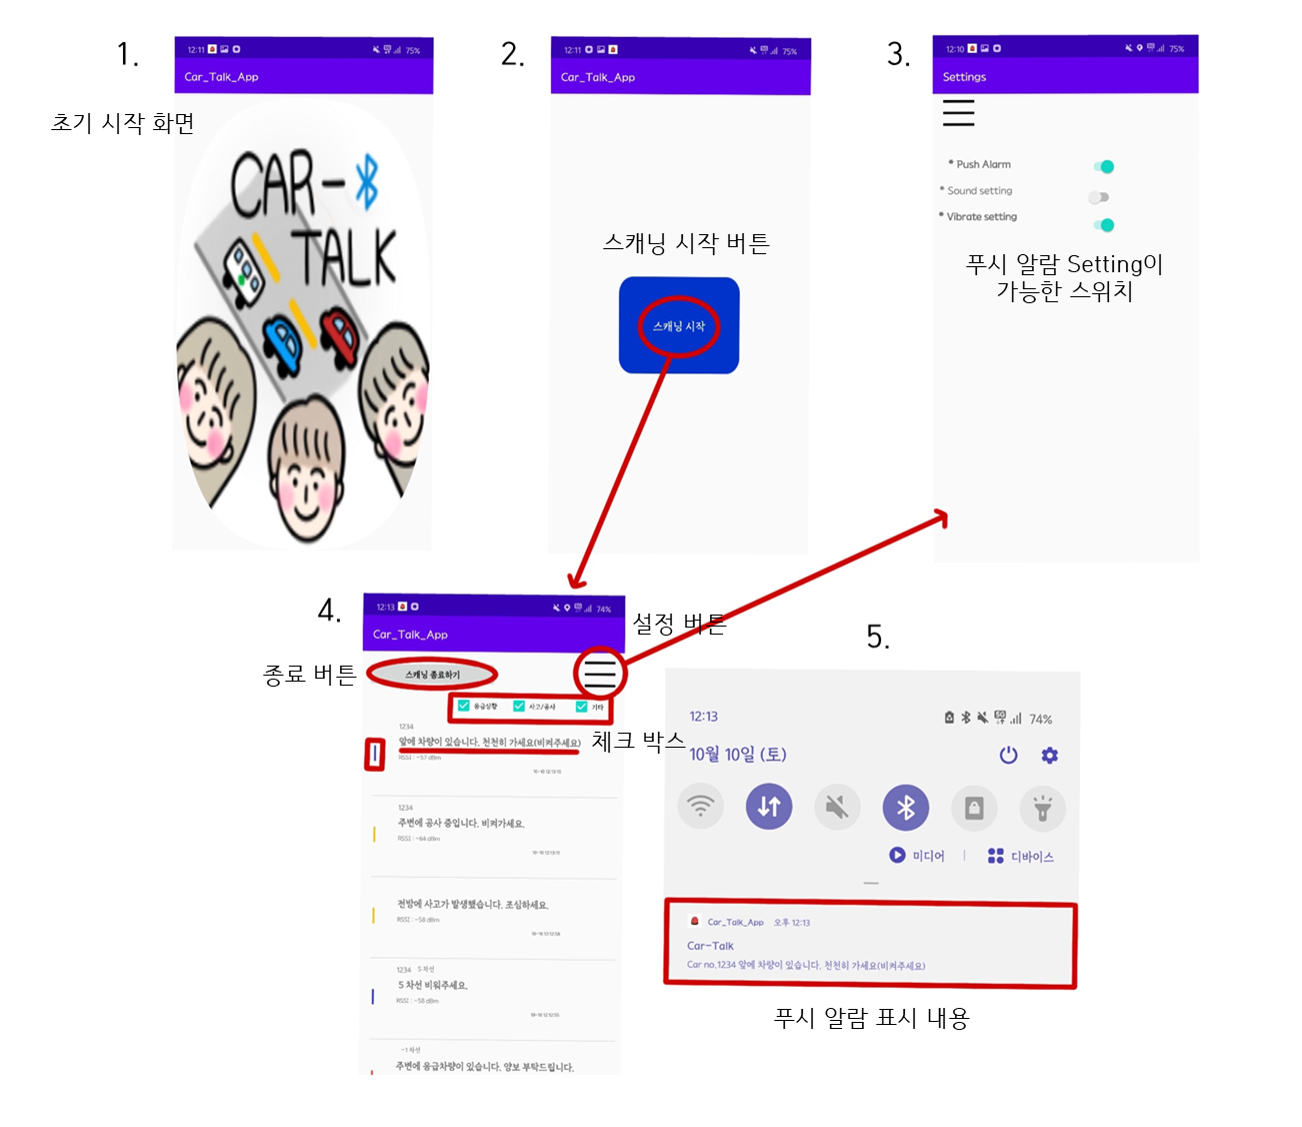 1.
12:11
75%
Car_Talk_App
초기 시작 화면
CAR-
TALK
2.
12:11
75%
Car_Talk_App
스캐닝 시작 버튼
스캐닝 시작
3.
12:10
75%
Settings
* Push Alarm
* Sound setting
* Vibrate setting
푸시 알람 Setting이
가능한 스위치
4.
12:13
74%
Car_Talk_App
설정 버튼
종료 버튼
스캐닝 종료하기
응급상황 사고/공사 기타
체크 박스
1234
앞에 차량이 있습니다. 천천히 가세요(비켜주세요)
RSSI : -57 dBm
10-10 12:13:13
1234
주변에 공사 중입니다. 비켜가세요.
RSSI : -64 dBm
10-10 12:13:11
전방에 사고가 발생했습니다. 조심하세요.
RSSI : -58 dBm
1234 5 차선
5 차선 비워주세요.
RSSI : -58 dBm
10-10 12:12:55
-1 차선
주변에 응급차량이 있습니다. 양보 부탁드립니다.
5.
12:13
5G
74%
10월 10일 (토)
미디어 | 디바이스
Car_Talk_App 오후 12:13
Car-Talk
Car no.1234 앞에 차량이 있습니다. 천천히 가세요(비켜주세요)
푸시 알람 표시 내용